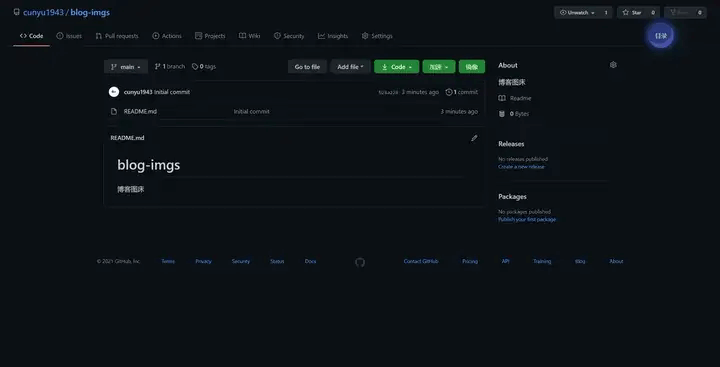 cunyu1943 / blog-imgs
Unwatch 1 Star 0 0
Code Issues Pull requests Actions Projects Wiki Security Insights Settings
目录
main 1 branch 0 tags Go to file Add file Code 加速 镜像
cunyu1943 Initial commit 3 minutes ago 1 commit
README.md Initial commit 3 minutes ago
README.md
blog-imgs
博客图床
About
博客图床
Readme
0 Bytes
Releases
No releases published
Create a new release
Packages
No packages published
Publish your first package
© 2021 GitHub, Inc. Terms Privacy Security Status Docs Contact GitHub Pricing API Training Blog About